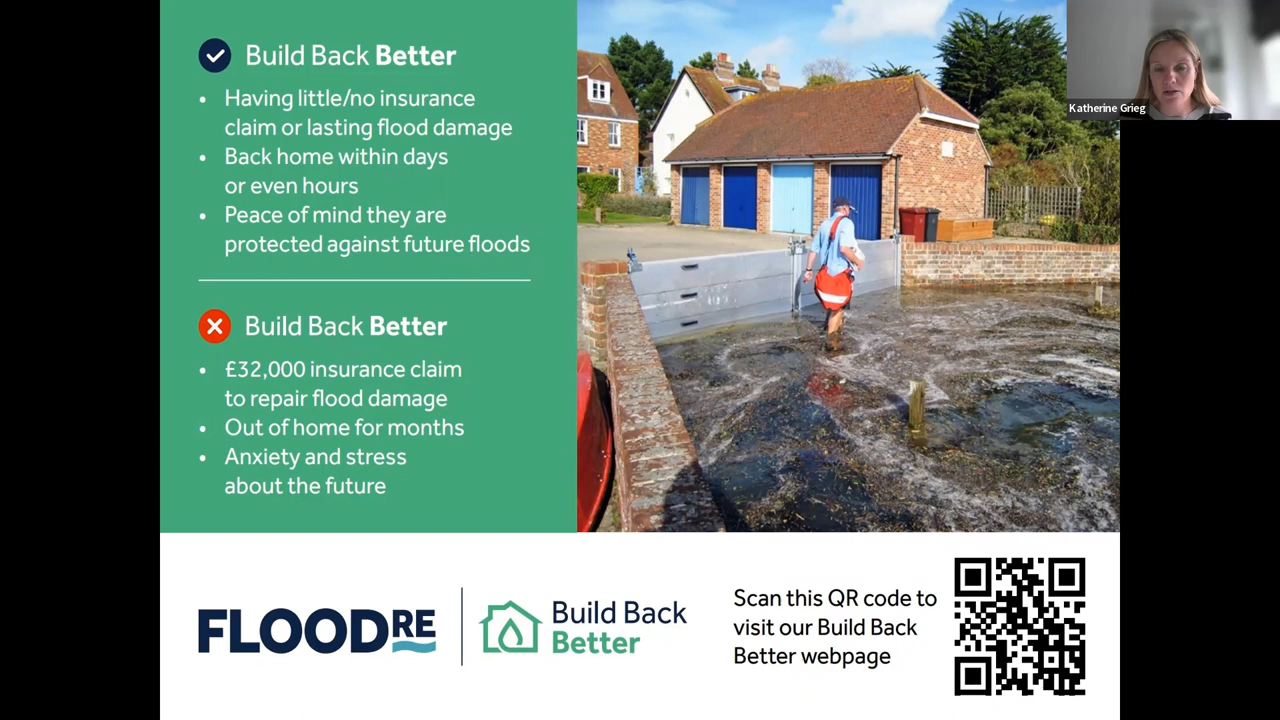 Build Back Better
• Having little/no insurance
claim or lasting flood damage
• Back home within days
or even hours
• Peace of mind they are
protected against future floods
Build Back Better
• £32,000 insurance claim
to repair flood damage
• Out of home for months
• Anxiety and stress
about the future
Katherine Grieg
FLOODRE
Build Back
Better
Scan this QR code to
visit our Build Back
Better webpage